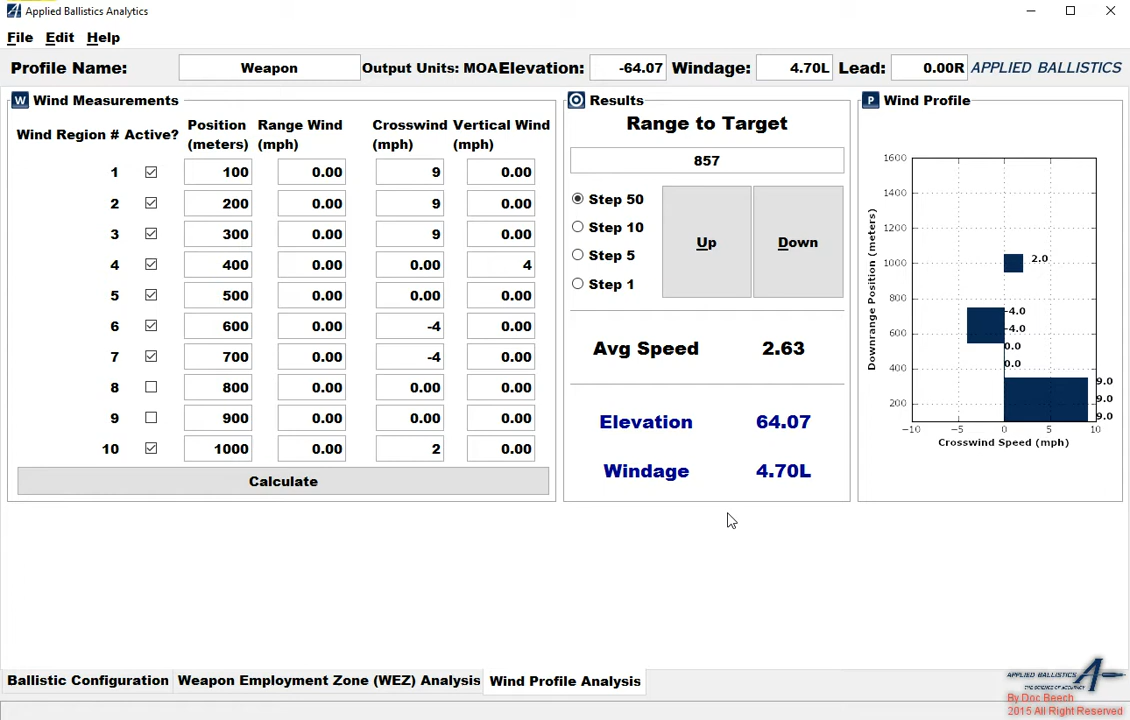 Applied Ballistics Analytics
File Edit Help
Profile Name: Weapon Output Units: MOA Elevation: -64.07 Windage: 4.70L Lead: 0.00R APPLIED BALLISTICS
W Wind Measurements
Wind Region # Active? Position (meters) Range Wind (mph) Crosswind (mph) Vertical Wind (mph)
1 100 0.00 9 0.00
2 200 0.00 9 0.00
3 300 0.00 9 0.00
4 400 0.00 0.00 4
5 500 0.00 0.00 0.00
6 600 0.00 -4 0.00
7 700 0.00 -4 0.00
8 800 0.00 0.00 0.00
9 900 0.00 0.00 0.00
10 1000 0.00 2 0.00
Calculate
Results
Range to Target
857
Step 50
Step 10
Step 5
Step 1
Up Down
Avg Speed 2.63
Elevation 64.07
Windage 4.70L
P Wind Profile
Downrange Position (meters)
1600
1400
1200
1000
800
600
400
200
2.0
-4.0
-4.0
0.0
0.0
9.0
9.0
9.0
-10 -5 0 5 10
Crosswind Speed (mph)
Ballistic Configuration Weapon Employment Zone (WEZ) Analysis Wind Profile Analysis
APPLIED BALLISTICS
THE SCIENCE OF ACCURACY
By Doc Beech
2015 All Right Reserved